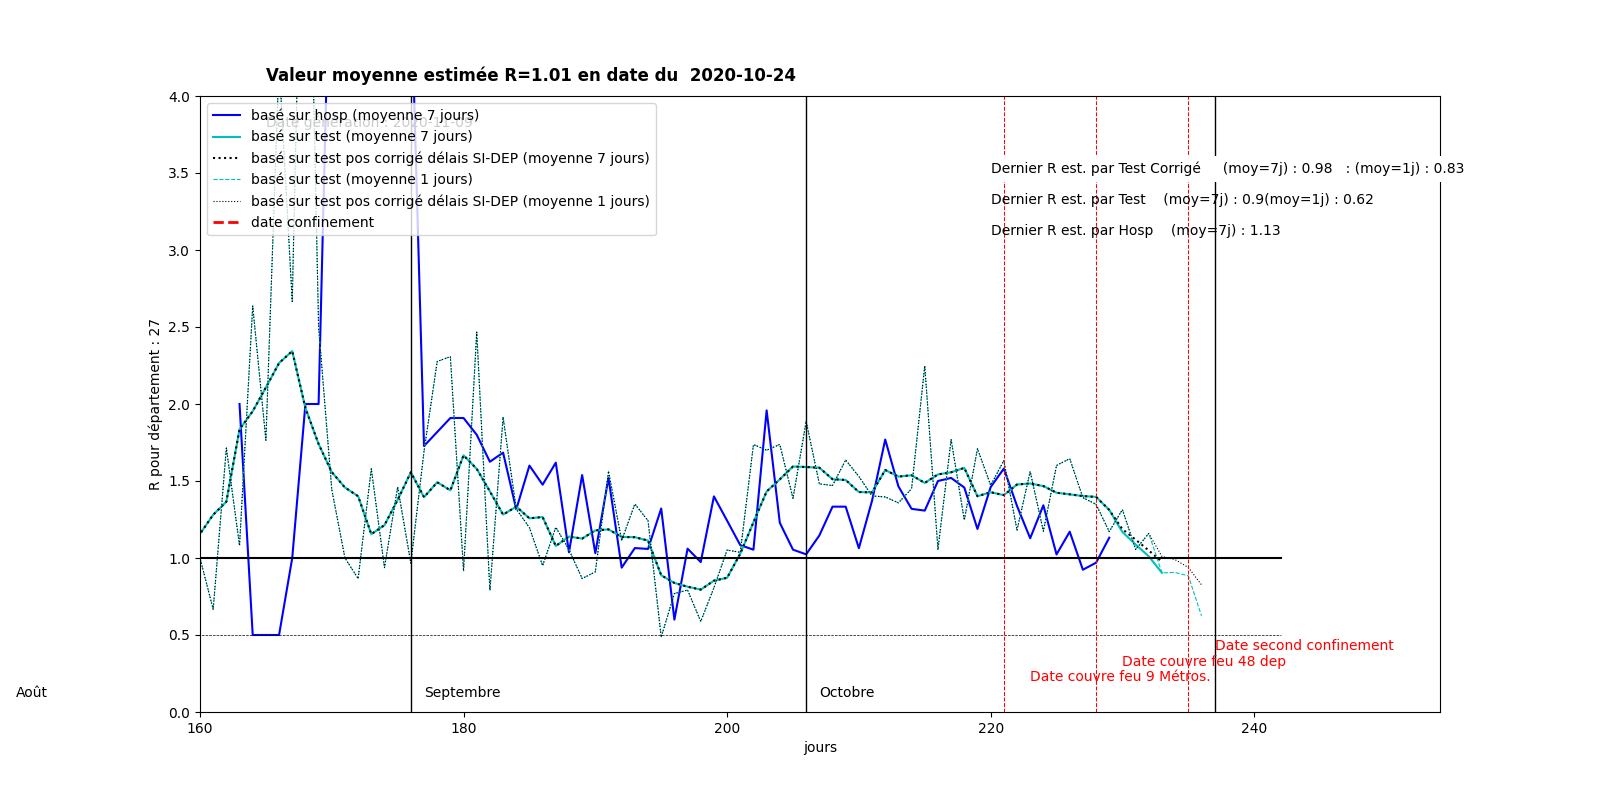 Valeur moyenne estimée R=1.01 en date du  2020-10-24
Date génération : 2020-11-09
basé sur hosp (moyenne 7 jours)
basé sur test (moyenne 7 jours)
basé sur test pos corrigé délais SI-DEP (moyenne 7 jours)
basé sur test (moyenne 1 jours)
basé sur test pos corrigé délais SI-DEP (moyenne 1 jours)
date confinement
Dernier R est. par Test Corrigé     (moy=7j) : 0.98   : (moy=1j) : 0.83
Dernier R est. par Test    (moy=7j) : 0.9(moy=1j) : 0.62
Dernier R est. par Hosp    (moy=7j) : 1.13
R pour département : 27
4.0
3.5
3.0
2.5
2.0
1.5
1.0
0.5
0.0
Date second confinement
Date couvre feu 48 dep
Date couvre feu 9 Métros.
Août
Septembre
Octobre
160
180
200
220
240
jours